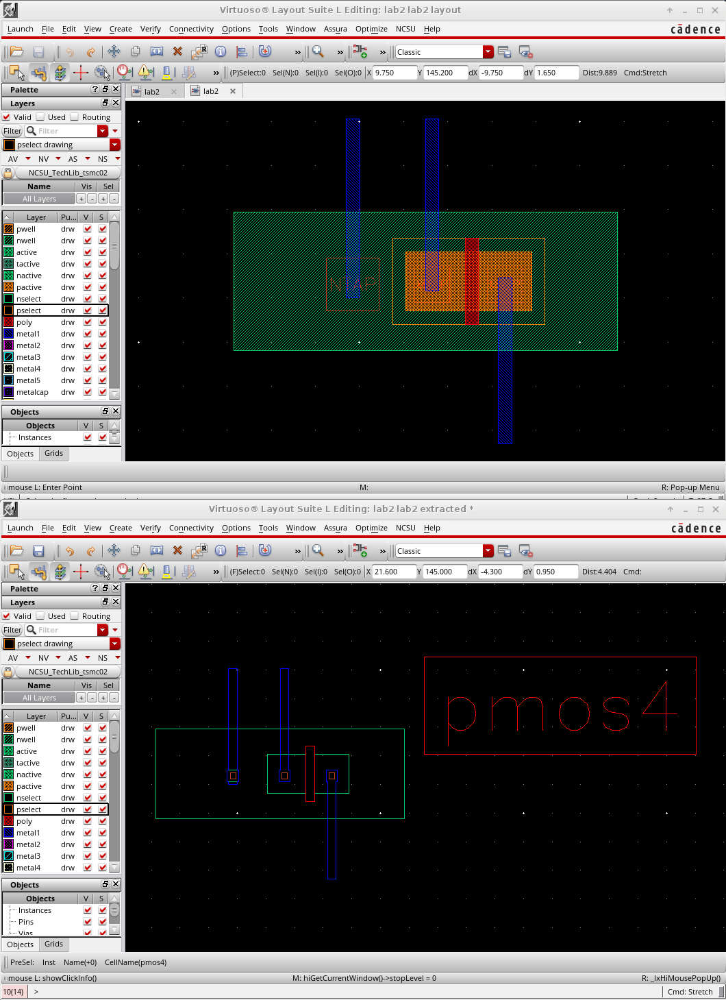 Virtuoso® Layout Suite L Editing: lab2 lab2 layout
Launch File Edit View Create Verify Connectivity Options Tools Window Assura Optimize NCSU Help
cādence
» » » Classic
» (P)Select:0 Sel(N):0 Sel(I):0 Sel(O):0 X 9.750 Y 145.200 dX -9.750 dY 1.650 Dist:9.889 Cmd:Stretch
Palette
lab2 lab2
Layers
Valid Used Routing
Filter Filter
pselect drawing
AV NV AS NS
NCSU_TechLib_tsmc02
Name Vis Sel
All Layers + - + -
Layer Pu... V S
pwell drw
nwell drw
active drw
tactive drw
nactive drw
pactive drw
nselect drw
pselect drw
poly drw
metal1 drw
metal2 drw
metal3 drw
metal4 drw
metal5 drw
metalcap drw
Objects
Objects V S
Instances
Objects Grids
mouse L: Enter Point M: R: Pop-up Menu
Virtuoso® Layout Suite L Editing: lab2 lab2 extracted *
Launch File Edit View Create Verify Connectivity Options Tools Window Assura Optimize NCSU Help
cādence
» » » Classic
» (F)Select:0 Sel(N):0 Sel(I):0 Sel(O):0 X 21.600 Y 145.000 dX -4.300 dY 0.950 Dist:4.404 Cmd:
Palette
Layers
Valid Used Routing
Filter Filter
pselect drawing
AV NV AS NS
NCSU_TechLib_tsmc02
Name Vis Sel
All Layers + - + -
Layer Pu... V S
pwell drw
nwell drw
active drw
tactive drw
nactive drw
pactive drw
nselect drw
pselect drw
poly drw
metal1 drw
metal2 drw
metal3 drw
metal4 drw
pmos4
Objects
Objects V S
Instances
Pins
Vias
Objects Grids
PreSel: Inst Name(+0) CellName(pmos4)
mouse L: showClickInfo() M: hiGetCurrentWindow()->stopLevel = 0 R: _lxHiMousePopUp()
10(14) > Cmd: Stretch